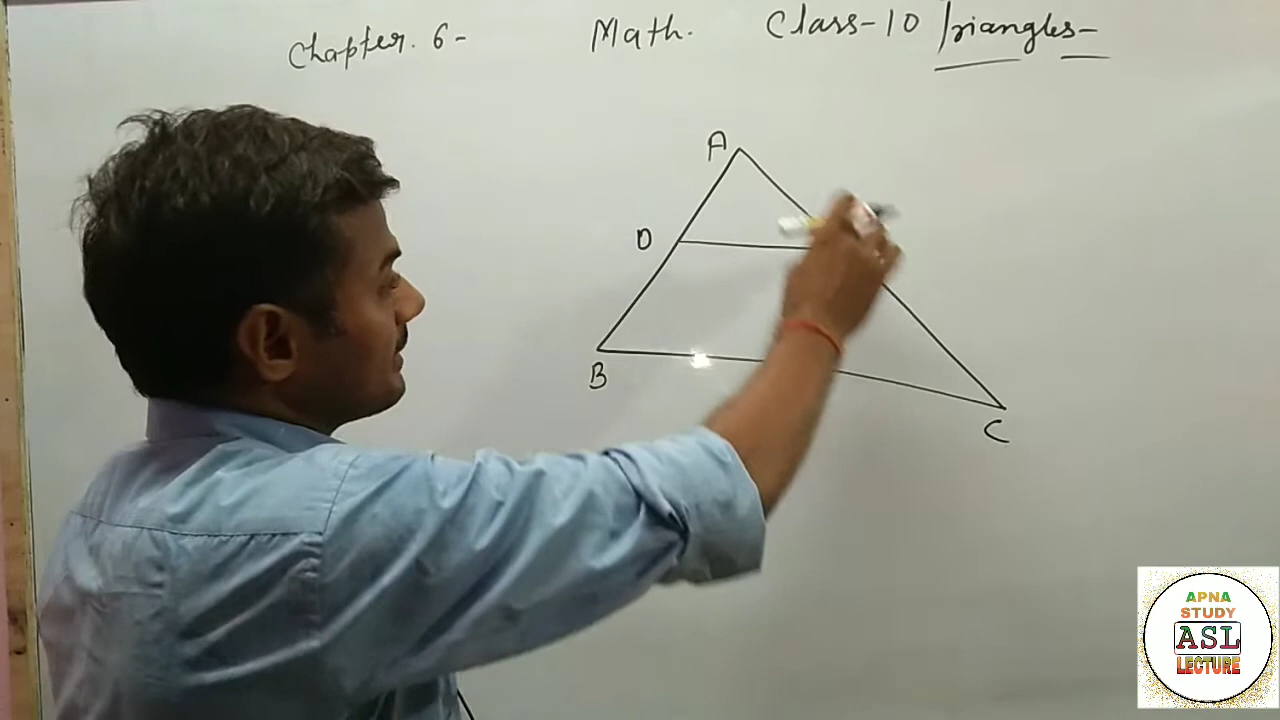 Chapter. 6- Math. Class-10 Triangles-
A
D
B
C
APNA
STUDY
ASL
LECTURE